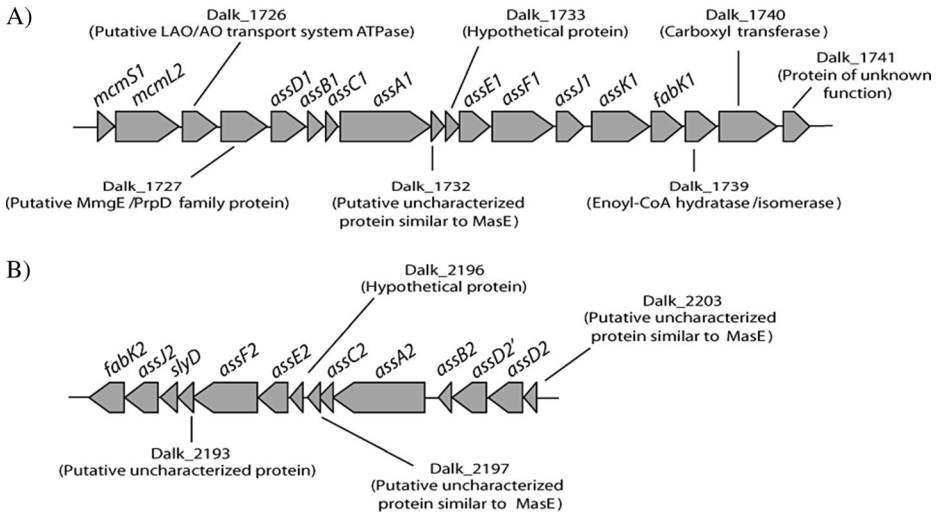 A)
Dalk_1726
(Putative LAO/AO transport system ATPase)
Dalk_1733
(Hypothetical protein)
Dalk_1740
(Carboxyl transferase)
Dalk_1741
(Protein of unknown
function)
mcmS1
mcmL2
assD1
assB1
assC1
assA1
assE1
assF1
assJ1
assK1
fabK1
Dalk_1727
(Putative MmgE/PrpD family protein)
Dalk_1732
(Putative uncharacterized
protein similar to MasE)
Dalk_1739
(Enoyl-CoA hydratase/isomerase)
B)
Dalk_2196
(Hypothetical protein)
Dalk_2203
(Putative uncharacterized
protein similar to MasE)
fabK2
assJ2
slyD
assF2
assE2
assC2
assA2
assB2
assD2'
assD2
Dalk_2193
(Putative uncharacterized protein)
Dalk_2197
(Putative uncharacterized
protein similar to MasE)